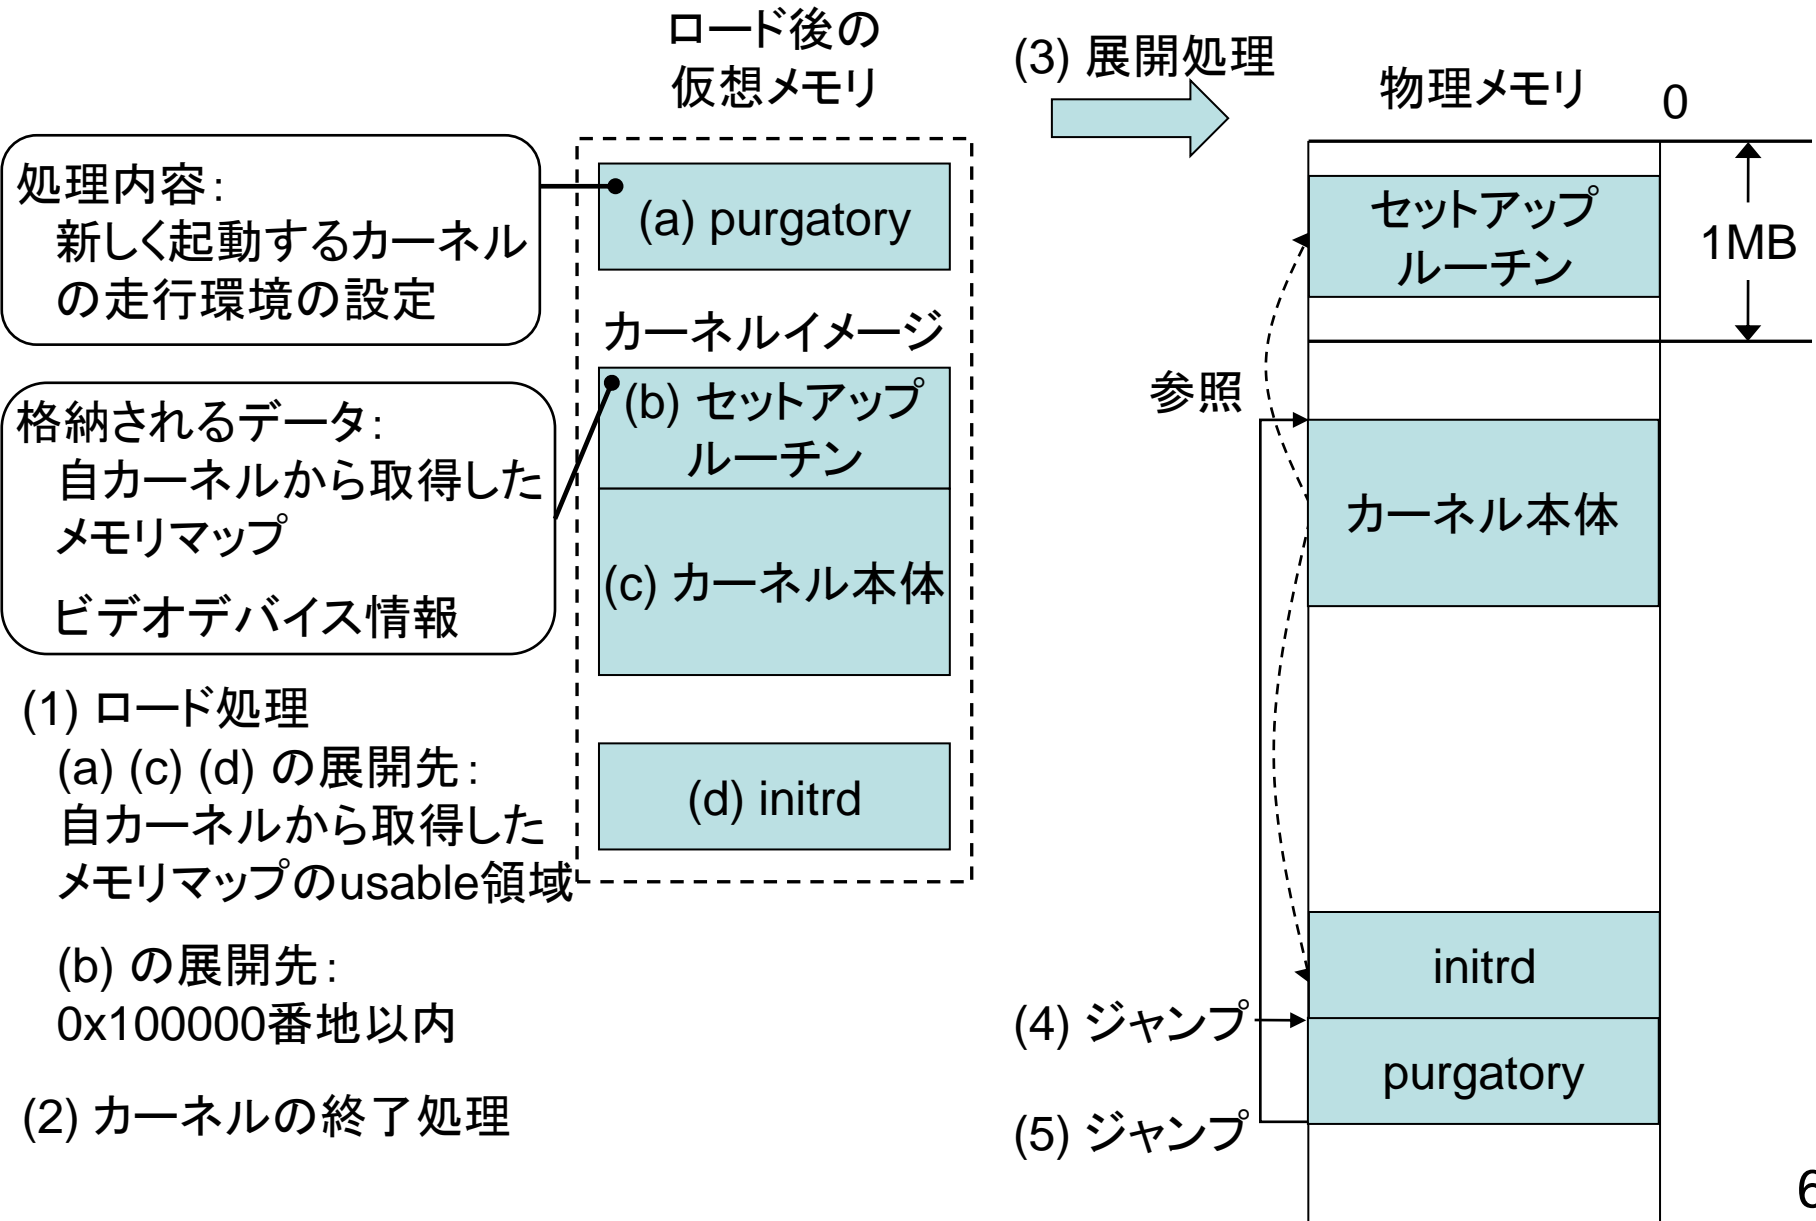 ロード後の
仮想メモリ
(3) 展開処理
物理メモリ
0
処理内容：
新しく起動するカーネル
の走行環境の設定
(a) purgatory
セットアップ
ルーチン
1MB
カーネルイメージ
格納されるデータ：
自カーネルから取得した
メモリマップ
ビデオデバイス情報
(b) セットアップ
ルーチン
(c) カーネル本体
参照
カーネル本体
(1) ロード処理
(a) (c) (d) の展開先：
自カーネルから取得した
メモリマップのusable領域
(d) initrd
(b) の展開先：
0x100000番地以内
initrd
(4) ジャンプ
purgatory
(2) カーネルの終了処理
(5) ジャンプ
6